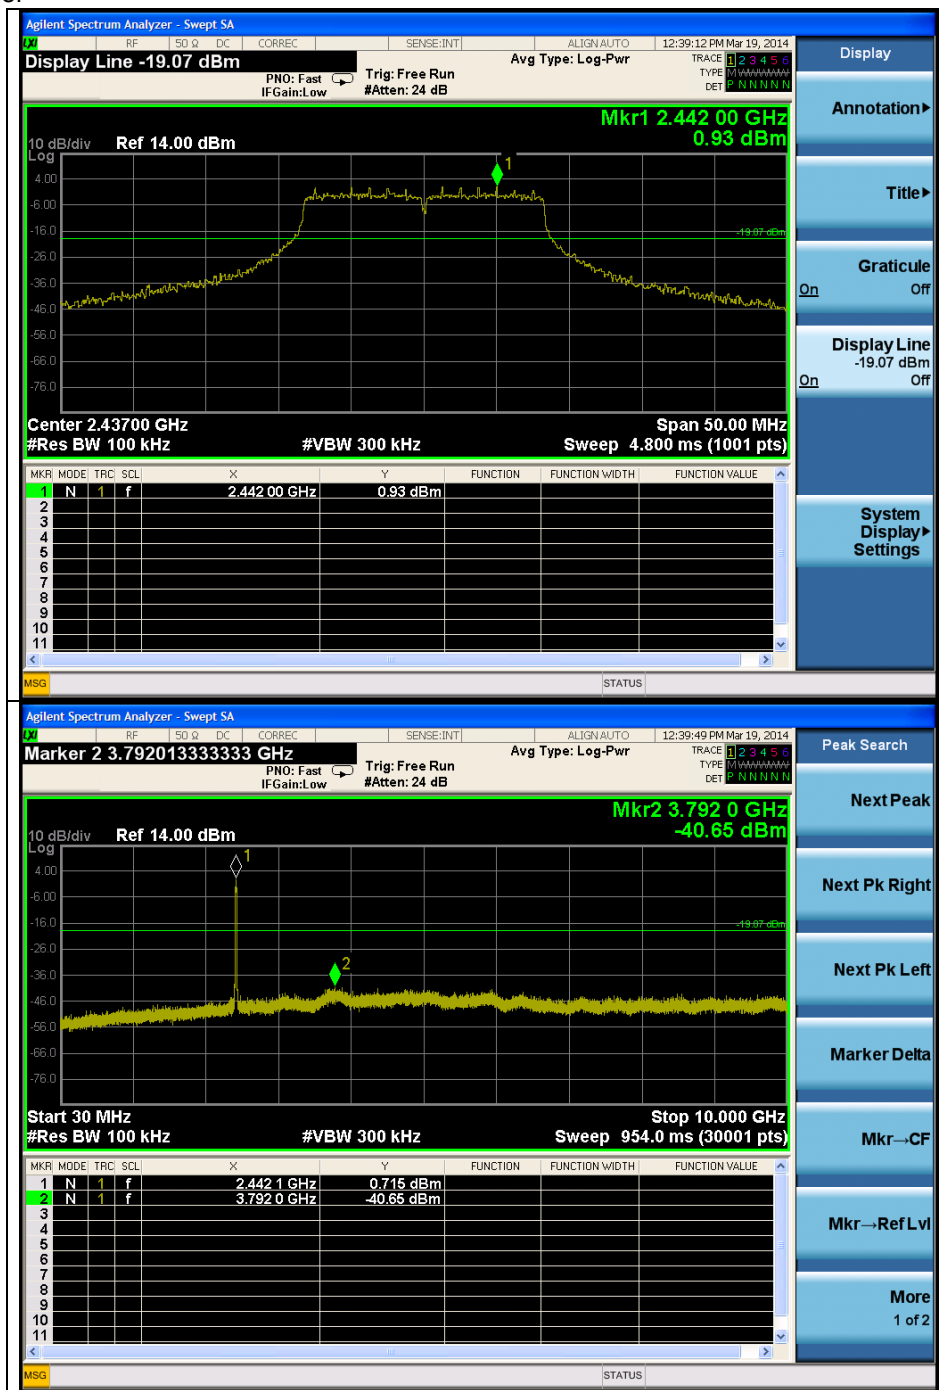 Agilent Spectrum Analyzer - Swept SA
LXI RF 50 Ω DC CORREC SENSE:INT ALIGNAUTO 12:39:12 PM Mar 19, 2014
Display Line -19.07 dBm
PNO: Fast
IFGain:Low
Trig: Free Run
#Atten: 24 dB
Avg Type: Log-Pwr
TRACE 1 2 3 4 5 6
TYPE M WWWWW
DET P N N N N N
Mkr1 2.442 00 GHz
0.93 dBm
10 dB/div Ref 14.00 dBm
Log
1
4.00
-6.00
-16.0
-19.07 dBm
-26.0
-36.0
-46.0
-56.0
-66.0
-76.0
Center 2.43700 GHz Span 50.00 MHz
#Res BW 100 kHz #VBW 300 kHz Sweep 4.800 ms (1001 pts)
MKR MODE TRC SCL X Y FUNCTION FUNCTION WIDTH FUNCTION VALUE
1 N 1 f 2.442 00 GHz 0.93 dBm
2
3
4
5
6
7
8
9
10
11
MSG STATUS
Display
Annotation
Title
Graticule
On Off
Display Line
-19.07 dBm
On Off
System
Display
Settings
Agilent Spectrum Analyzer - Swept SA
LXI RF 50 Ω DC CORREC SENSE:INT ALIGNAUTO 12:39:49 PM Mar 19, 2014
Marker 2 3.792013333333 GHz
PNO: Fast
IFGain:Low
Trig: Free Run
#Atten: 24 dB
Avg Type: Log-Pwr
TRACE 1 2 3 4 5 6
TYPE M WWWWW
DET P N N N N N
Mkr2 3.792 0 GHz
-40.65 dBm
10 dB/div Ref 14.00 dBm
Log
1
4.00
-6.00
-16.0
-19.07 dBm
-26.0
2
-36.0
-46.0
-56.0
-66.0
-76.0
Start 30 MHz Stop 10.000 GHz
#Res BW 100 kHz #VBW 300 kHz Sweep 954.0 ms (30001 pts)
MKR MODE TRC SCL X Y FUNCTION FUNCTION WIDTH FUNCTION VALUE
1 N 1 f 2.442 1 GHz 0.715 dBm
2 N 1 f 3.792 0 GHz -40.65 dBm
3
4
5
6
7
8
9
10
11
MSG STATUS
Peak Search
Next Peak
Next Pk Right
Next Pk Left
Marker Delta
Mkr→CF
Mkr→Ref Lvl
More
1 of 2